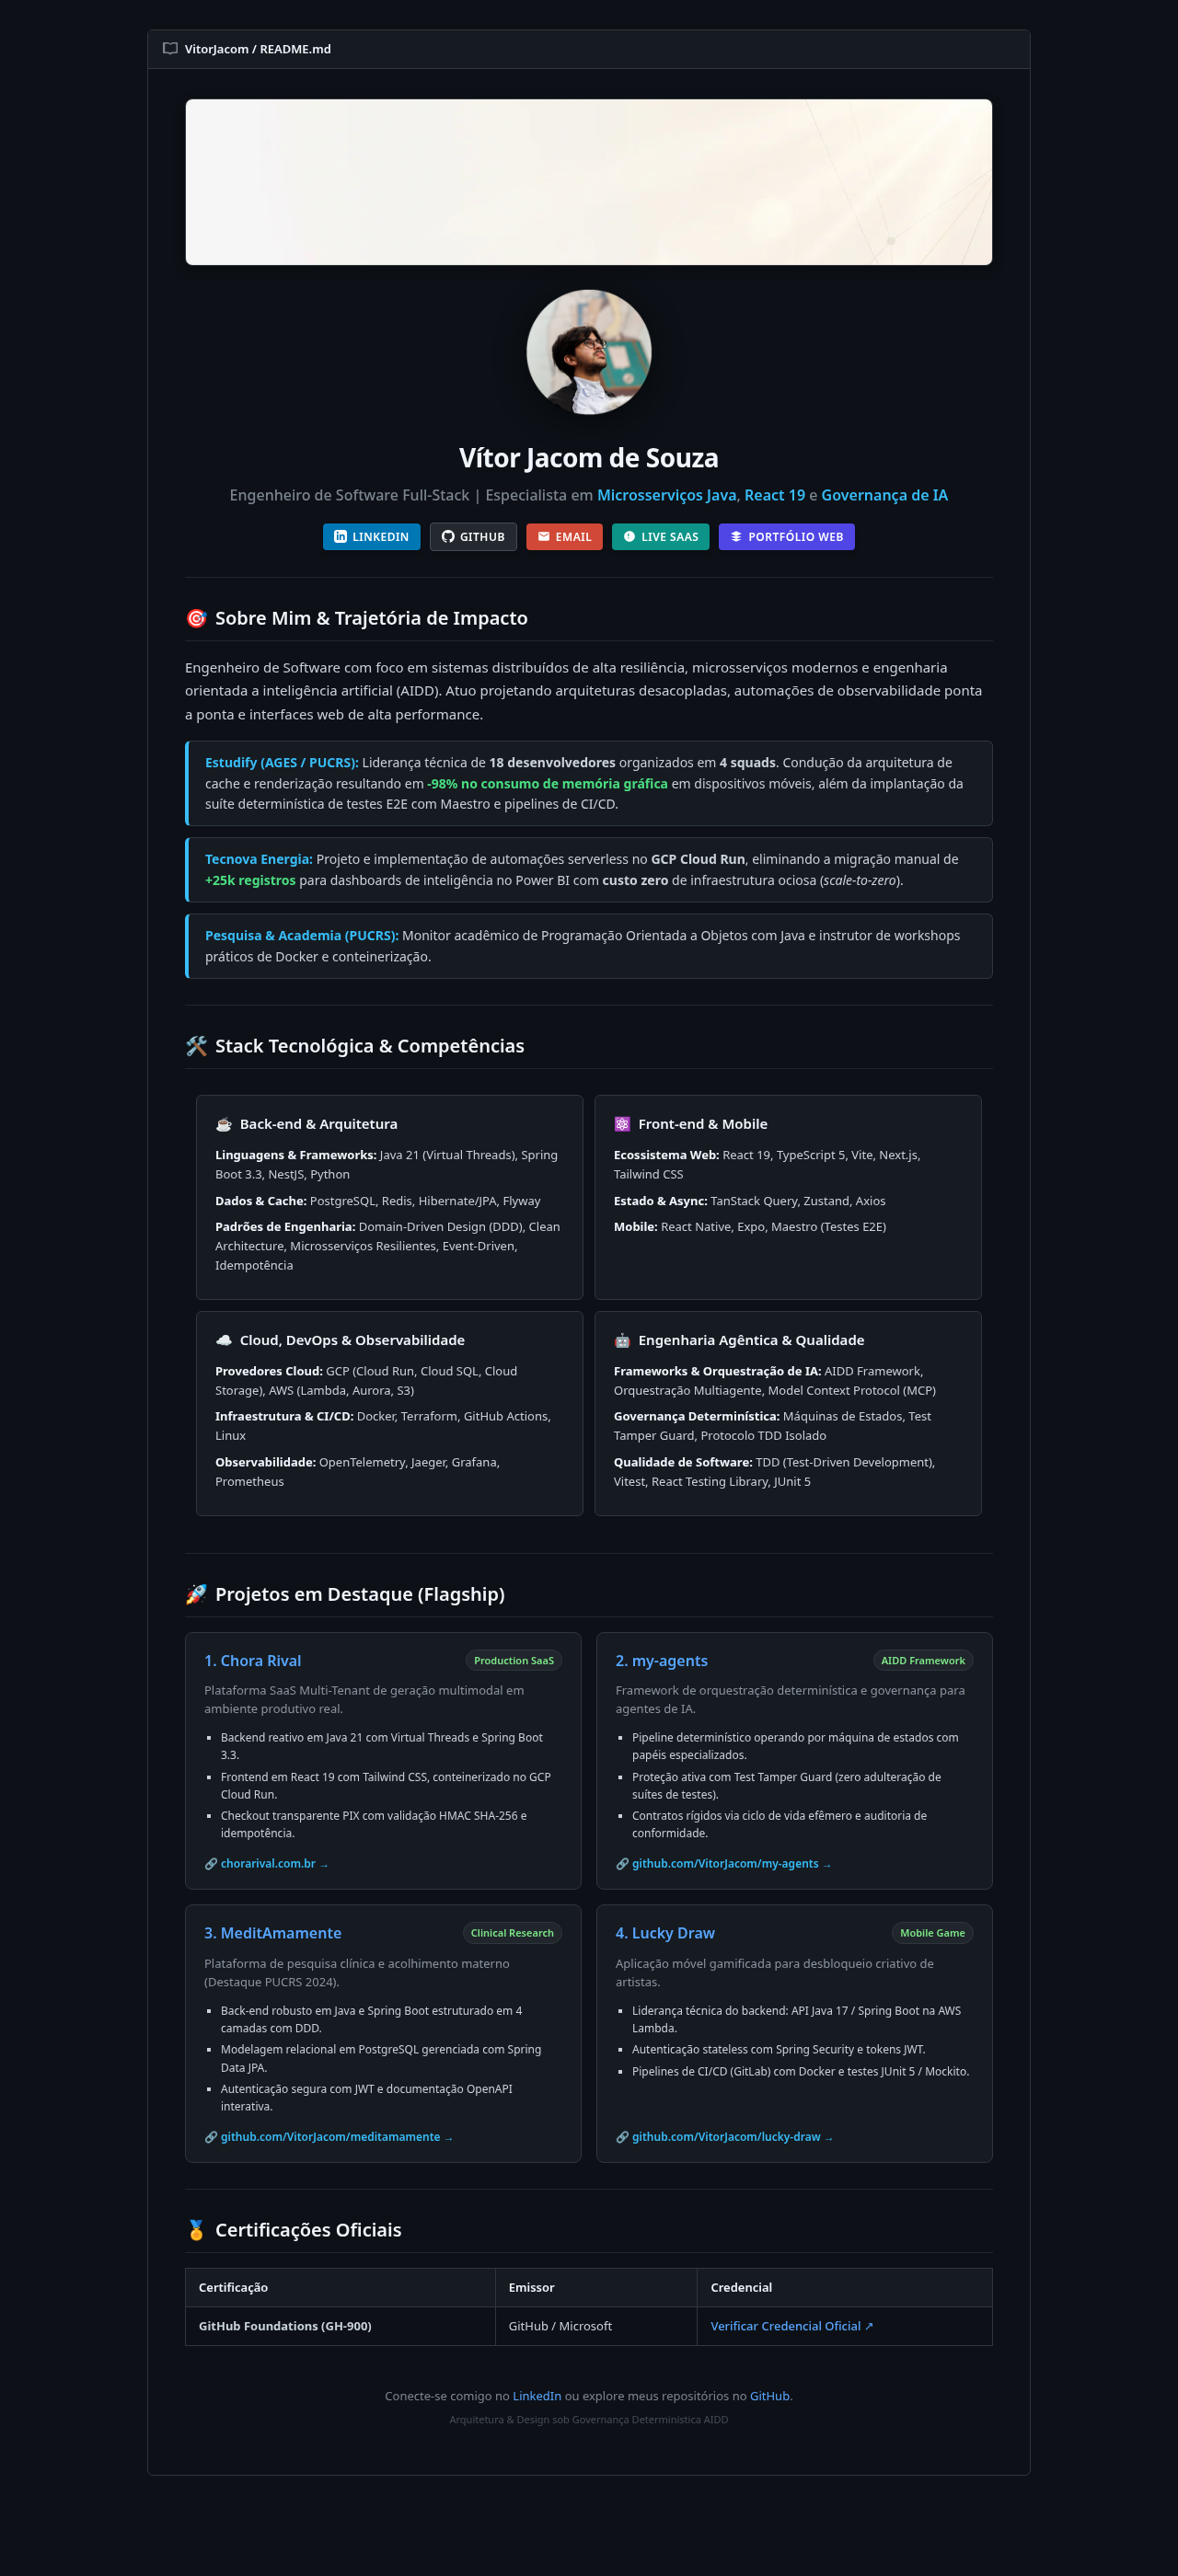 VitorJacom / README.md
Vítor Jacom de Souza
Engenheiro de Software Full-Stack | Especialista em Microsserviços Java, React 19 e Governança de IA
LINKEDIN GITHUB EMAIL LIVE SAAS PORTFÓLIO WEB
🎯 Sobre Mim & Trajetória de Impacto
Engenheiro de Software com foco em sistemas distribuídos de alta resiliência, microsserviços modernos e engenharia
orientada a inteligência artificial (AIDD). Atuo projetando arquiteturas desacopladas, automações de observabilidade ponta
a ponta e interfaces web de alta performance.
Estudify (AGES / PUCRS): Liderança técnica de 18 desenvolvedores organizados em 4 squads. Condução da arquitetura de
cache e renderização resultando em -98% no consumo de memória gráfica em dispositivos móveis, além da implantação da
suíte determinística de testes E2E com Maestro e pipelines de CI/CD.
Tecnova Energia: Projeto e implementação de automações serverless no GCP Cloud Run, eliminando a migração manual de
+25k registros para dashboards de inteligência no Power BI com custo zero de infraestrutura ociosa (scale-to-zero).
Pesquisa & Academia (PUCRS): Monitor acadêmico de Programação Orientada a Objetos com Java e instrutor de workshops
práticos de Docker e conteinerização.
🛠️ Stack Tecnológica & Competências
☕ Back-end & Arquitetura
Linguagens & Frameworks: Java 21 (Virtual Threads), Spring
Boot 3.3, NestJS, Python
Dados & Cache: PostgreSQL, Redis, Hibernate/JPA, Flyway
Padrões de Engenharia: Domain-Driven Design (DDD), Clean
Architecture, Microsserviços Resilientes, Event-Driven,
Idempotência
⚛️ Front-end & Mobile
Ecossistema Web: React 19, TypeScript 5, Vite, Next.js,
Tailwind CSS
Estado & Async: TanStack Query, Zustand, Axios
Mobile: React Native, Expo, Maestro (Testes E2E)
☁️ Cloud, DevOps & Observabilidade
Provedores Cloud: GCP (Cloud Run, Cloud SQL, Cloud
Storage), AWS (Lambda, Aurora, S3)
Infraestrutura & CI/CD: Docker, Terraform, GitHub Actions,
Linux
Observabilidade: OpenTelemetry, Jaeger, Grafana,
Prometheus
🤖 Engenharia Agêntica & Qualidade
Frameworks & Orquestração de IA: AIDD Framework,
Orquestração Multiagente, Model Context Protocol (MCP)
Governança Determinística: Máquinas de Estados, Test
Tamper Guard, Protocolo TDD Isolado
Qualidade de Software: TDD (Test-Driven Development),
Vitest, React Testing Library, JUnit 5
🚀 Projetos em Destaque (Flagship)
1. Chora Rival Production SaaS
Plataforma SaaS Multi-Tenant de geração multimodal em
ambiente produtivo real.
▪ Backend reativo em Java 21 com Virtual Threads e Spring Boot
3.3.
▪ Frontend em React 19 com Tailwind CSS, conteinerizado no GCP
Cloud Run.
▪ Checkout transparente PIX com validação HMAC SHA-256 e
idempotência.
🔗 chorarival.com.br →
2. my-agents AIDD Framework
Framework de orquestração determinística e governança para
agentes de IA.
▪ Pipeline determinístico operando por máquina de estados com
papéis especializados.
▪ Proteção ativa com Test Tamper Guard (zero adulteração de
suítes de testes).
▪ Contratos rígidos via ciclo de vida efêmero e auditoria de
conformidade.
🔗 github.com/VitorJacom/my-agents →
3. MeditAmamente Clinical Research
Plataforma de pesquisa clínica e acolhimento materno
(Destaque PUCRS 2024).
▪ Back-end robusto em Java e Spring Boot estruturado em 4
camadas com DDD.
▪ Modelagem relacional em PostgreSQL gerenciada com Spring
Data JPA.
▪ Autenticação segura com JWT e documentação OpenAPI
interativa.
🔗 github.com/VitorJacom/meditamamente →
4. Lucky Draw Mobile Game
Aplicação móvel gamificada para desbloqueio criativo de
artistas.
▪ Liderança técnica do backend: API Java 17 / Spring Boot na AWS
Lambda.
▪ Autenticação stateless com Spring Security e tokens JWT.
▪ Pipelines de CI/CD (GitLab) com Docker e testes JUnit 5 / Mockito.
🔗 github.com/VitorJacom/lucky-draw →
🏅 Certificações Oficiais
Certificação Emissor Credencial
GitHub Foundations (GH-900) GitHub / Microsoft Verificar Credencial Oficial ↗
Conecte-se comigo no LinkedIn ou explore meus repositórios no GitHub.
Arquitetura & Design sob Governança Determinística AIDD